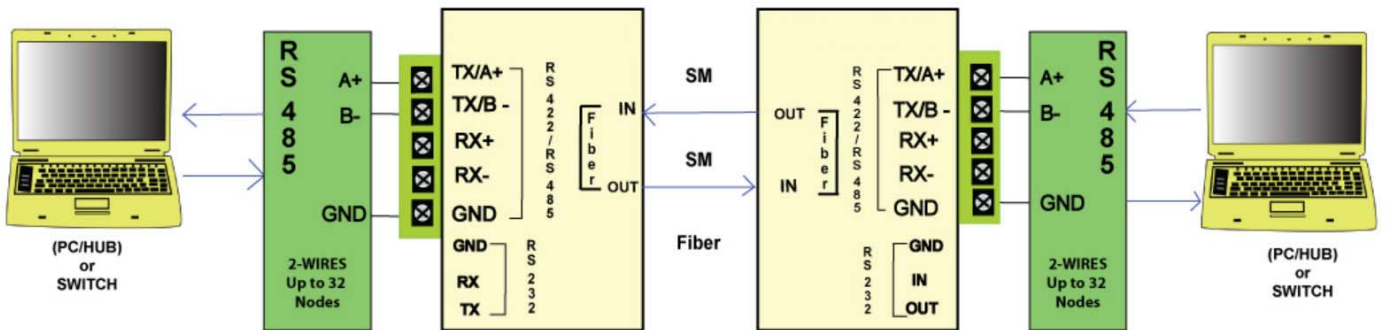 (PC/HUB)
or
SWITCH
RS 485
A+
B-
GND
2-WIRES
Up to 32
Nodes
TX/A+
TX/B -
RX+
RX-
GND
RS 422/RS 485
Fiber
IN
OUT
GND
RX
TX
RS 232
SM
SM
Fiber
OUT
IN
Fiber
RS 422/RS 485
TX/A+
TX/B -
RX+
RX-
GND
RS 232
GND
IN
OUT
RS 485
A+
B-
GND
2-WIRES
Up to 32
Nodes
(PC/HUB)
or
SWITCH